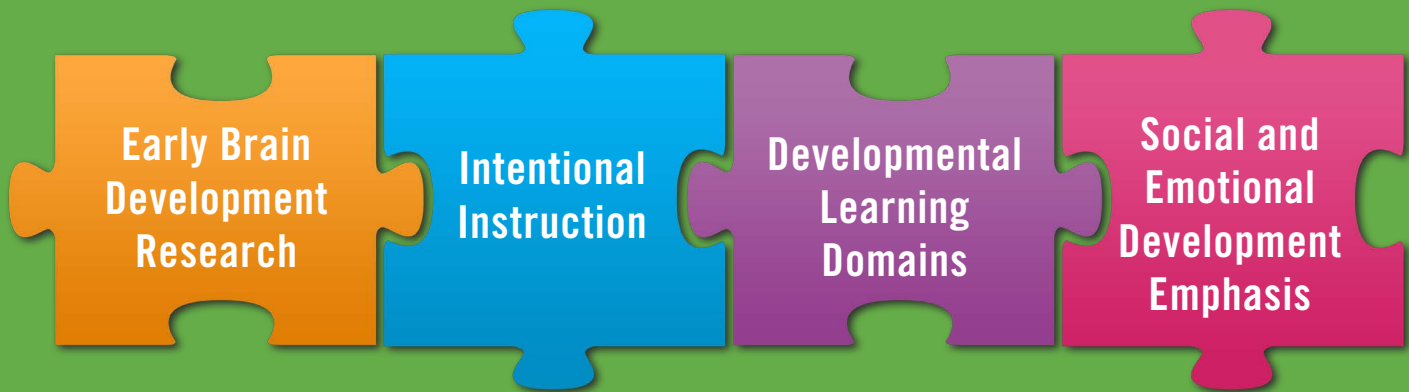 Early Brain
Development
Research
Intentional
Instruction
Developmental
Learning
Domains
Social and
Emotional
Development
Emphasis